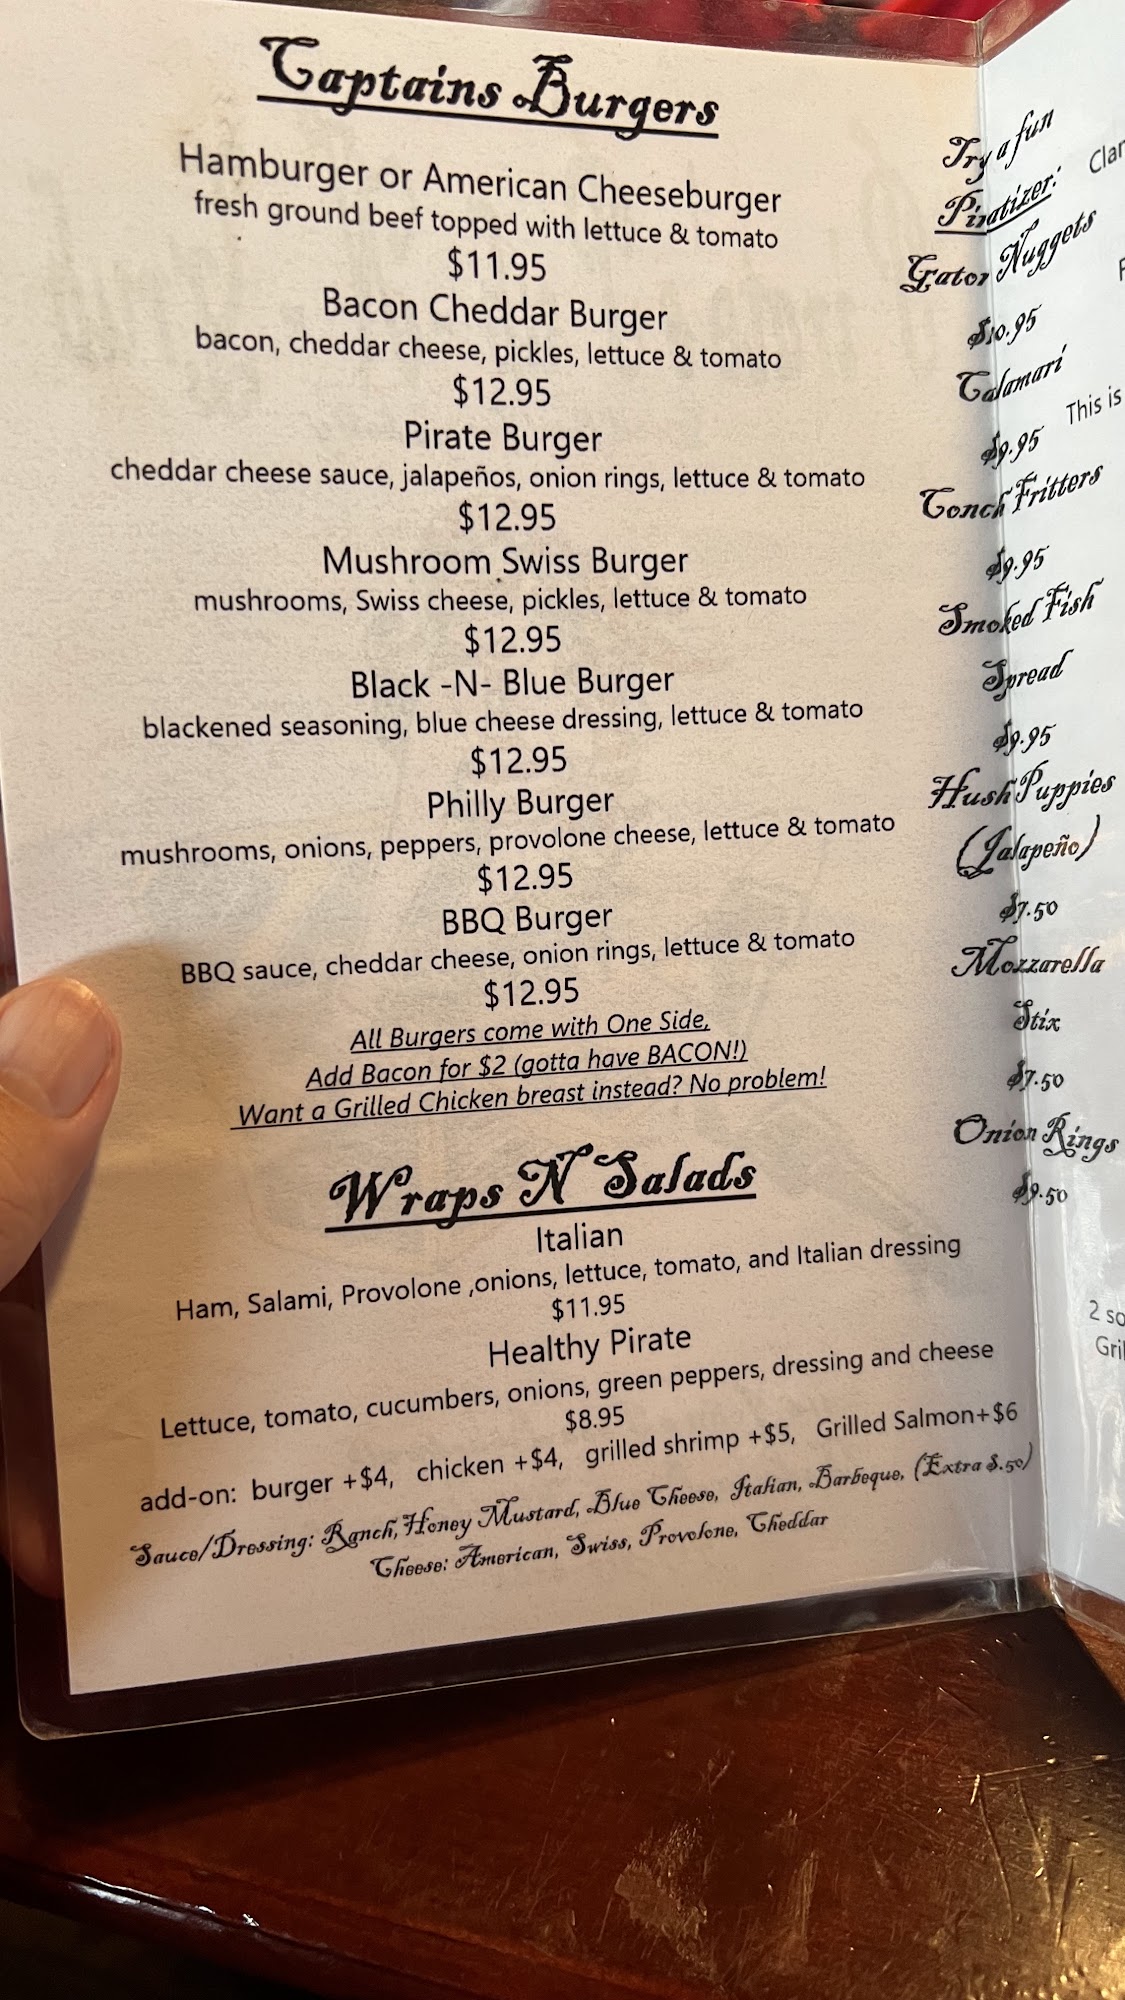 Captains Burgers
Hamburger or American Cheeseburger
fresh ground beef topped with lettuce & tomato
$11.95
Bacon Cheddar Burger
bacon, cheddar cheese, pickles, lettuce & tomato
$12.95
Pirate Burger
cheddar cheese sauce, jalapeños, onion rings, lettuce & tomato
$12.95
Mushroom Swiss Burger
mushrooms, Swiss cheese, pickles, lettuce & tomato
$12.95
Black -N- Blue Burger
blackened seasoning, blue cheese dressing, lettuce & tomato
$12.95
Philly Burger
mushrooms, onions, peppers, provolone cheese, lettuce & tomato
$12.95
BBQ Burger
BBQ sauce, cheddar cheese, onion rings, lettuce & tomato
$12.95
All Burgers come with One Side,
Add Bacon for $2 (gotta have BACON!)
Want a Grilled Chicken breast instead? No problem!
Wraps N Salads
Italian
Ham, Salami, Provolone ,onions, lettuce, tomato, and Italian dressing
$11.95
Healthy Pirate
Lettuce, tomato, cucumbers, onions, green peppers, dressing and cheese
$8.95
add-on: burger +$4, chicken +$4, grilled shrimp +$5, Grilled Salmon+$6
Sauce/Dressing: Ranch, Honey Mustard, Blue Cheese, Italian, Barbeque, (Extra $.50)
Cheese: American, Swiss, Provolone, Cheddar
Try a fun
Piratizer:
Gator Nuggets
$10.95
Calamari
$9.95
Conch Fritters
$9.95
Smoked Fish
Spread
$9.95
Hush Puppies
(Jalapeño)
$7.50
Mozzarella
Stix
$7.50
Onion Rings
$9.50
This is
2